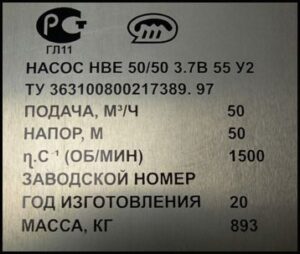 РСТ
ГЛ11
НАСОС НВЕ 50/50 3.7В 55 У2
ТУ 363100800217389. 97
ПОДАЧА, М³/Ч 50
НАПОР, М 50
η.С⁻¹ (ОБ/МИН) 1500
ЗАВОДСКОЙ НОМЕР
ГОД ИЗГОТОВЛЕНИЯ 20
МАССА, КГ 893